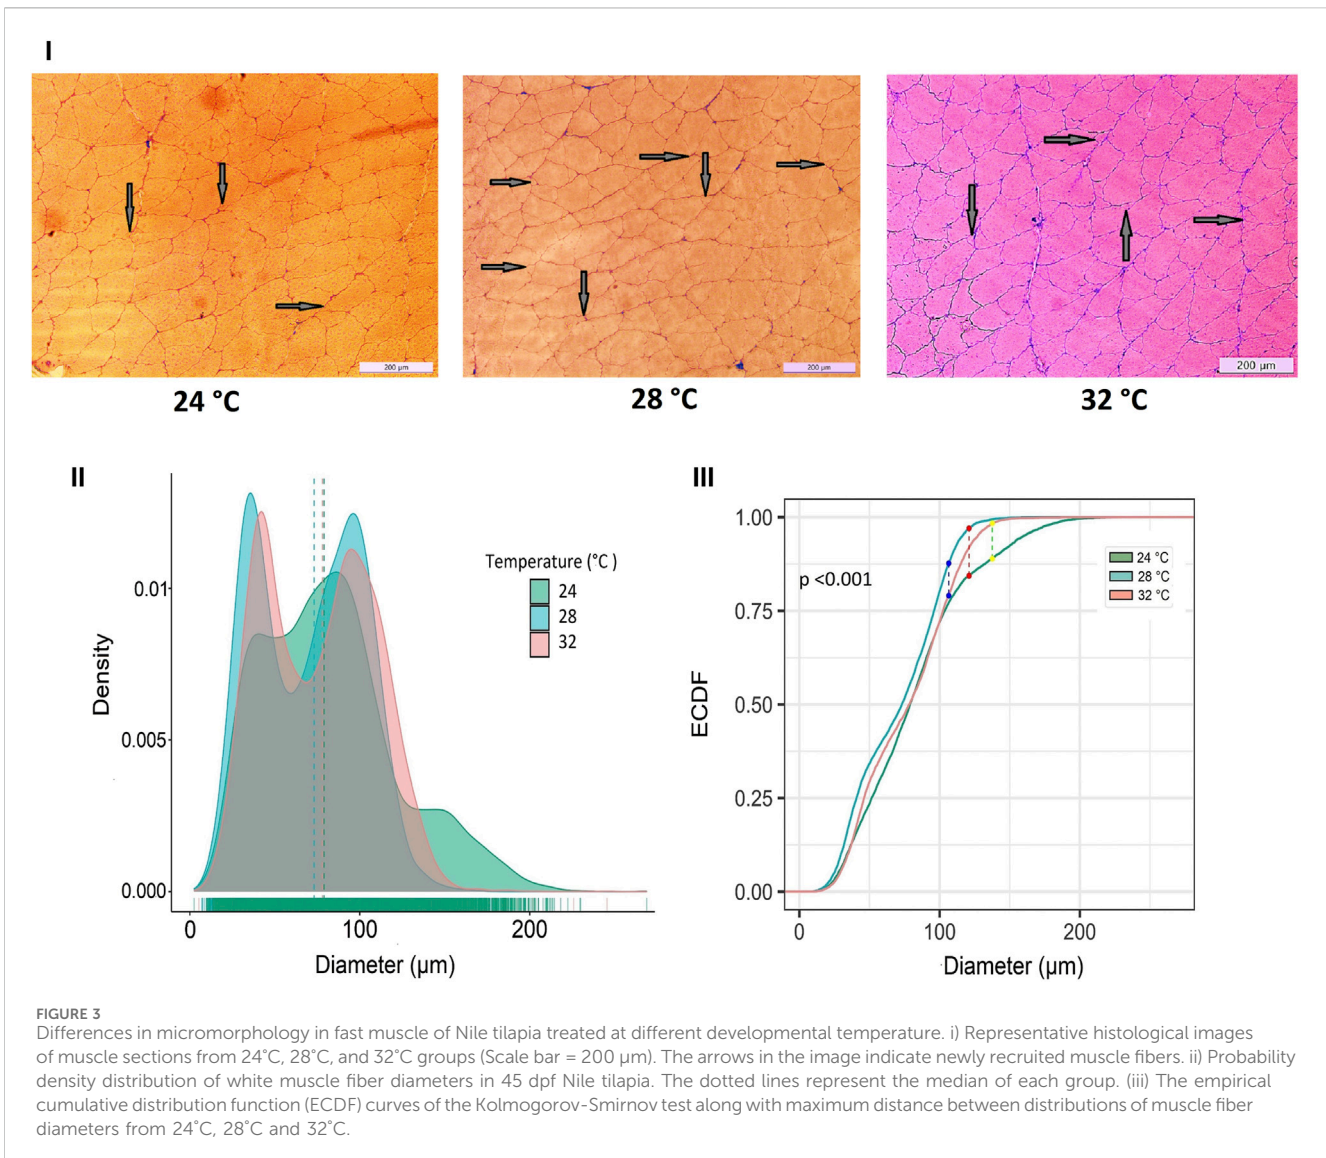 I
200 μm
200 μm
200 μm
24 °C
28 °C
32 °C
II
Density
0.010
0.005
0.000
0
100
200
Diameter (μm)
Temperature (°C )
24
28
32
III
ECDF
1.00
0.75
0.50
0.25
0.00
p <0.001
24 °C
28 °C
32 °C
0
100
200
Diameter (μm)
FIGURE 3
Differences in micromorphology in fast muscle of Nile tilapia treated at different developmental temperature. i) Representative histological images
of muscle sections from 24˚C, 28˚C, and 32˚C groups (Scale bar = 200 μm). The arrows in the image indicate newly recruited muscle fibers. ii) Probability
density distribution of white muscle fiber diameters in 45 dpf Nile tilapia. The dotted lines represent the median of each group. (iii) The empirical
cumulative distribution function (ECDF) curves of the Kolmogorov-Smirnov test along with maximum distance between distributions of muscle fiber
diameters from 24˚C, 28˚C and 32˚C.